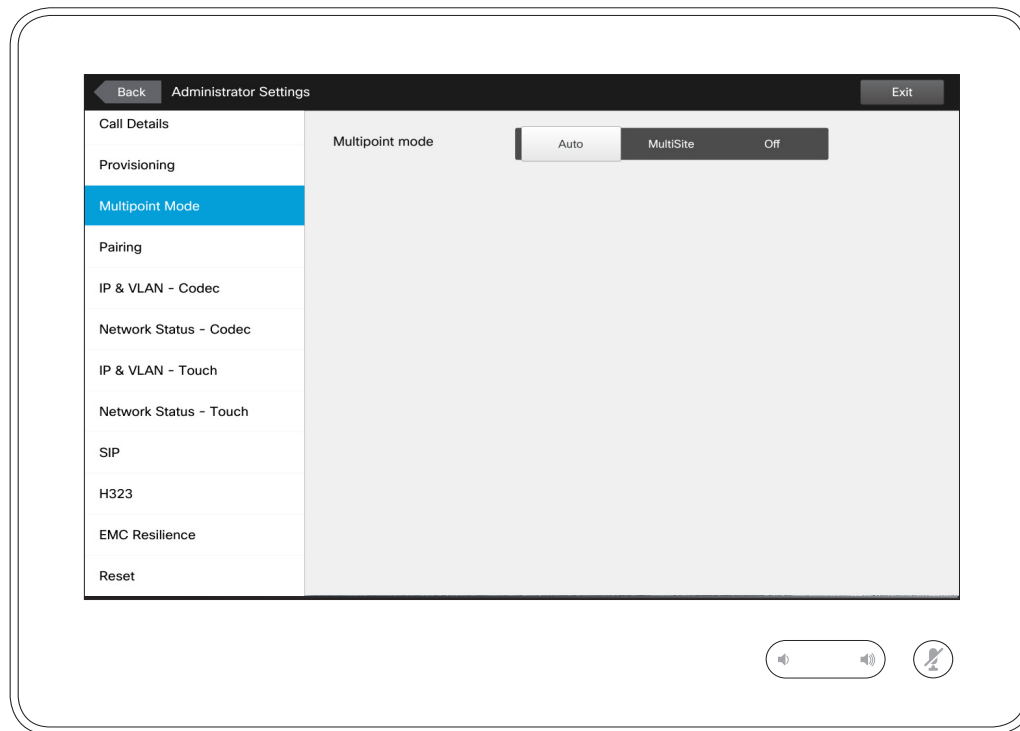 Back Administrator Settings Exit
Call Details
Multipoint mode Auto MultiSite Off
Provisioning
Multipoint Mode
Pairing
IP & VLAN - Codec
Network Status - Codec
IP & VLAN - Touch
Network Status - Touch
SIP
H323
EMC Resilience
Reset